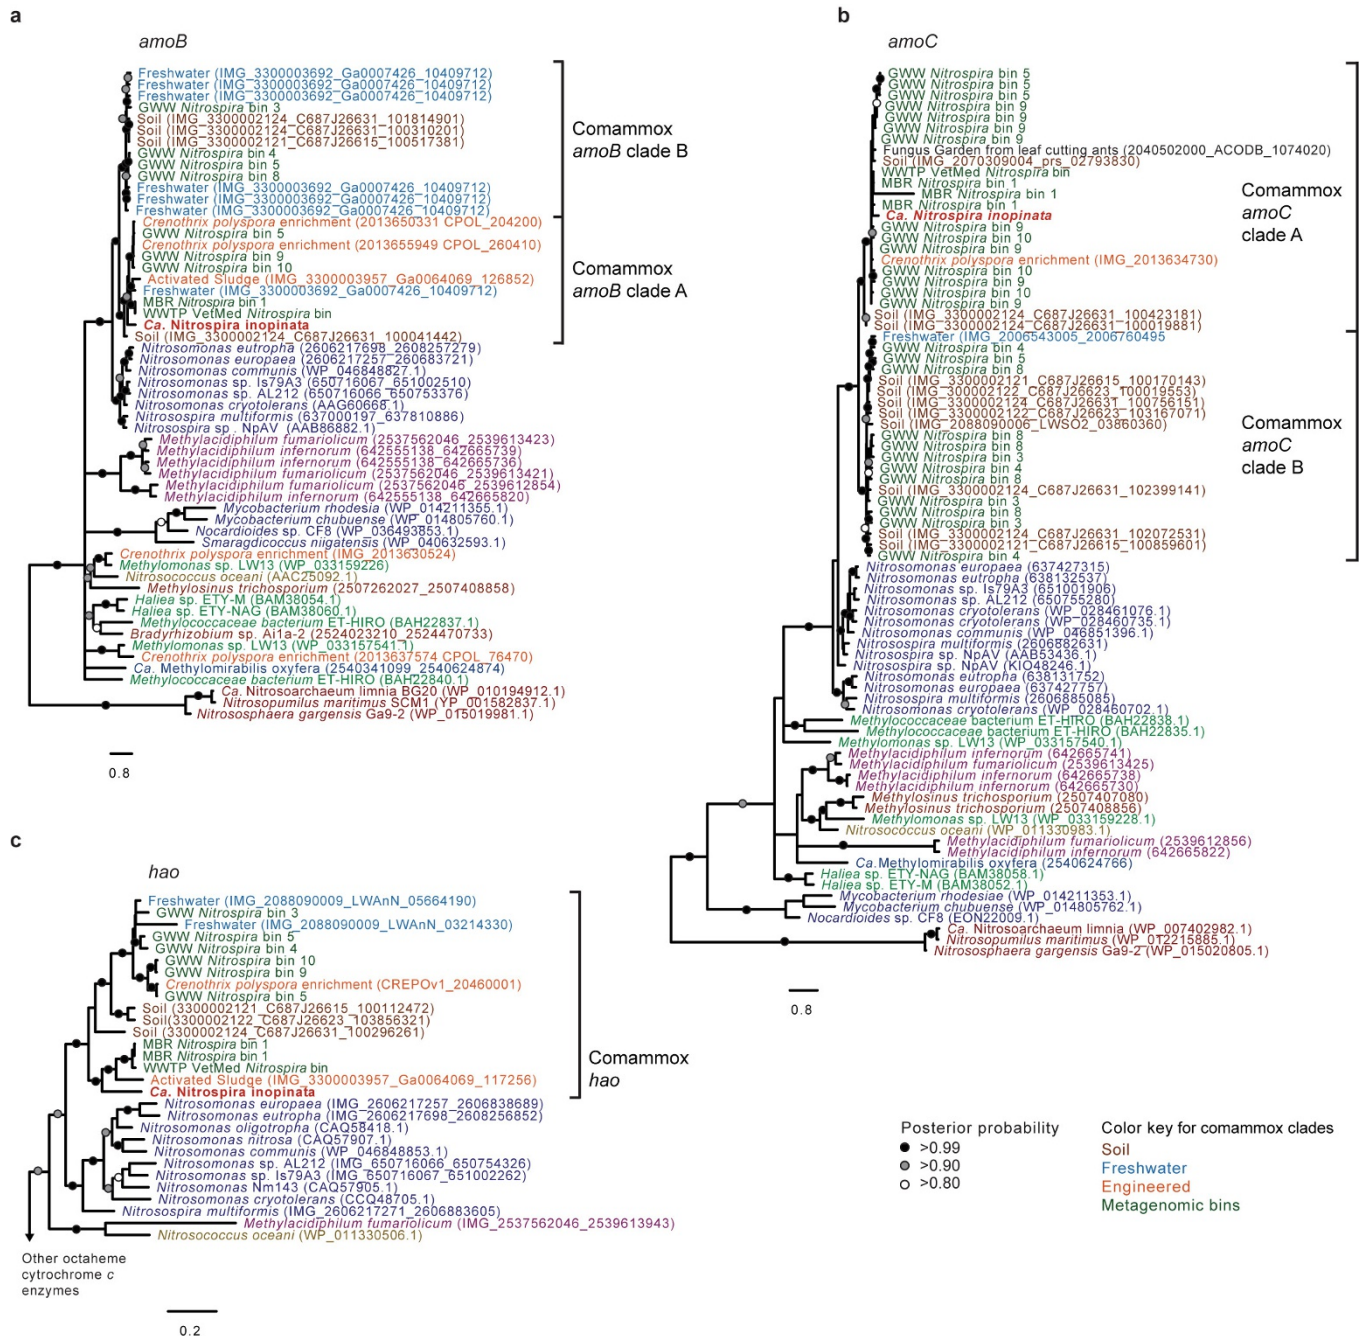 a
amoB
Freshwater (IMG_3300003692_Ga0007426_10409712)
Freshwater (IMG_3300003692_Ga0007426_10409712)
Freshwater (IMG_3300003692_Ga0007426_10409712)
GWW Nitrospira bin 3
Soil (IMG_3300002124_C687J26631_101814901)
Soil (IMG_3300002124_C687J26631_100310201)
Soil (IMG_3300002121_C687J26615_100517381)
GWW Nitrospira bin 4
GWW Nitrospira bin 5
GWW Nitrospira bin 8
Freshwater (IMG_3300003692_Ga0007426_10409712)
Freshwater (IMG_3300003692_Ga0007426_10409712)
Freshwater (IMG_3300003692_Ga0007426_10409712)
Crenothrix polyspora enrichment (2013650331 CPOL_204200)
GWW Nitrospira bin 5
Crenothrix polyspora enrichment (2013655949 CPOL_260410)
GWW Nitrospira bin 9
GWW Nitrospira bin 10
Activated Sludge (IMG_3300003957_Ga0064069_126852)
Freshwater (IMG_3300003692_Ga0007426_10409712)
MBR Nitrospira bin 1
WWTP VetMed Nitrospira bin
Ca. Nitrospira inopinata
Soil (IMG_3300002124_C687J26631_100041442)
Nitrosomonas eutropha (2606217698_2608257279)
Nitrosomonas europaea (2606217257_260683721)
Nitrosomonas communis (WP_046848827.1)
Nitrosomonas sp. Is79A3 (650716067_651002510)
Nitrosomonas sp. AL212 (650716066_650753376)
Nitrosomonas cryotolerans (AAG60668.1)
Nitrosospira multiformis (637000197_637810886)
Nitrosospira sp . NpAV (AAB86882.1)
Methylacidiphilum fumariolicum (2537562046_2539613423)
Methylacidiphilum infernorum (642555138_642665739)
Methylacidiphilum infernorum (642555138_642665736)
Methylacidiphilum fumariolicum (2537562046_2539613421)
Methylacidiphilum fumariolicum (2537562046_2539612854)
Methylacidiphilum infernorum (642555138_642665820)
Mycobacterium rhodesia (WP_014211355.1)
Mycobacterium chubuense (WP_014805760.1)
Nocardioides sp. CF8 (WP_036493853.1)
Smaragdicoccus niigatensis (WP_040632593.1)
Crenothrix polyspora enrichment (IMG_2013630524)
Methylomonas sp. LW13 (WP_033159226)
Nitrosococcus oceani (AAC25092.1)
Methylosinus trichosporium (2507262027_2507408858)
Haliea sp. ETY-M (BAM38054.1)
Haliea sp. ETY-NAG (BAM38060.1)
Methylococcaceae bacterium ET-HIRO (BAH22837.1)
Bradyrhizobium sp. Ai1a-2 (2524023210_2524470733)
Methylomonas sp. LW13 (WP_033157541.1)
Crenothrix polyspora enrichment (2013637574 CPOL_76470)
Ca. Methylomirabilis oxyfera (2540341099_2540624874)
Methylococcaceae bacterium ET-HIRO (BAH22840.1)
Ca. Nitrosoarchaeum limnia BG20 (WP_010194912.1)
Nitrosopumilus maritimus SCM1 (YP_001582837.1)
Nitrososphaera gargensis Ga9-2 (WP_015019981.1)
Comammox
amoB clade B
Comammox
amoB clade A
0.8
b
amoC
GWW Nitrospira bin 5
GWW Nitrospira bin 5
GWW Nitrospira bin 5
GWW Nitrospira bin 9
GWW Nitrospira bin 9
GWW Nitrospira bin 9
GWW Nitrospira bin 9
Fungus Garden from leaf cutting ants (2040502000_ACODB_1074020)
Soil (IMG_2070309004_prs_02793830)
WWTP VetMed Nitrospira bin
MBR Nitrospira bin 1
MBR Nitrospira bin 1
MBR Nitrospira bin 1
Ca. Nitrospira inopinata
GWW Nitrospira bin 9
GWW Nitrospira bin 10
GWW Nitrospira bin 9
Crenothrix polyspora enrichment (IMG_2013634730)
GWW Nitrospira bin 10
GWW Nitrospira bin 9
GWW Nitrospira bin 10
GWW Nitrospira bin 9
Soil (IMG_3300002124_C687J26631_100423181)
Soil (IMG_3300002124_C687J26631_100019881)
Freshwater (IMG_2006543005_2006760495
GWW Nitrospira bin 4
GWW Nitrospira bin 5
GWW Nitrospira bin 8
Soil (IMG_3300002121_C687J26615_100170143)
Soil (IMG_3000002122_C687J26623_100019553)
Soil (IMG_3300002124_C687J26631_100756151)
Soil (IMG_3300002122_C687J26623_103167071)
Soil (IMG_2088090006_LWSO2_03860360)
GWW Nitrospira bin 8
GWW Nitrospira bin 8
GWW Nitrospira bin 3
GWW Nitrospira bin 4
GWW Nitrospira bin 8
Soil (IMG_3300002124_C687J26631_102399141)
GWW Nitrospira bin 3
GWW Nitrospira bin 8
GWW Nitrospira bin 3
Soil (IMG_3300002124_C687J26631_102072531)
Soil (IMG_3300002121_C687J26615_100859601)
GWW Nitrospira bin 4
Nitrosomonas europaea (637427315)
Nitrosomonas eutropha (638132537)
Nitrosomonas sp. Is79A3 (651001906)
Nitrosomonas sp. AL212 (650755280)
Nitrosomonas cryotolerans (WP_028461076.1)
Nitrosomonas cryotolerans (WP_028460735.1)
Nitrosomonas communis (WP_046851396.1)
Nitrosospira multiformis (2606882631)
Nitrosospira sp. NpAV (AAB53436.1)
Nitrosospira sp. NpAV (KIO48246.1)
Nitrosomonas eutropha (638131752)
Nitrosomonas europaea (637427757)
Nitrosospira multiformis (2606885085)
Nitrosomonas cryotolerans (WP_028460702.1)
Methylococcaceae bacterium ET-HIRO (BAH22838.1)
Methylococcaceae bacterium ET-HIRO (BAH22835.1)
Methylomonas sp. LW13 (WP_033157540.1)
Methylacidiphilum infernorum (642665741)
Methylacidiphilum fumariolicum (2539613425)
Methylacidiphilum infernorum (642665738)
Methylacidiphilum infernorum (642665730)
Methylosinus trichosporium (2507407080)
Methylosinus trichosporium (2507408856)
Methylomonas sp. LW13 (WP_033159228.1)
Nitrosococcus oceani (WP_011330983.1)
Methylacidiphilum fumariolicum (2539612856)
Methylacidiphilum infernorum (642665822)
Ca.Methylomirabilis oxyfera (2540624766)
Haliea sp. ETY-NAG (BAM38058.1)
Haliea sp. ETY-M (BAM38052.1)
Mycobacterium rhodesiae (WP_014211353.1)
Mycobacterium chubuense (WP_014805762.1)
Nocardioides sp. CF8 (EON22009.1)
Ca. Nitrosoarchaeum limnia (WP_007402982.1)
Nitrosopumilus maritimus (WP_012215885.1)
Nitrososphaera gargensis Ga9-2 (WP_015020805.1)
Comammox
amoC
clade A
Comammox
amoC
clade B
0.8
c
hao
Freshwater (IMG_2088090009_LWAnN_05664190)
GWW Nitrospira bin 3
Freshwater (IMG_2088090009_LWAnN_03214330)
GWW Nitrospira bin 5
GWW Nitrospira bin 4
GWW Nitrospira bin 10
GWW Nitrospira bin 9
Crenothrix polyspora enrichment (CREPOv1_20460001)
GWW Nitrospira bin 5
Soil (3300002121_C687J26615_100112472)
Soil(3300002122_C687J26623_103856321)
Soil (3300002124_C687J26631_100296261)
MBR Nitrospira bin 1
MBR Nitrospira bin 1
WWTP VetMed Nitrospira bin
Activated Sludge (IMG_3300003957_Ga0064069_117256)
Ca. Nitrospira inopinata
Nitrosomonas europaea (IMG_2606217257_2606838689)
Nitrosomonas eutropha (IMG_2606217698_2608256852)
Nitrosomonas oligotropha (CAQ58418.1)
Nitrosomonas nitrosa (CAQ57907.1)
Nitrosomonas communis (WP_046848853.1)
Nitrosomonas sp. AL212 (IMG_650716066_650754326)
Nitrosomonas sp. Is79A3 (IMG_650716067_651002262)
Nitrosomonas Nm143 (CAQ57905.1)
Nitrosomonas cryotolerans (CCQ48705.1)
Nitrosospira multiformis (IMG_2606217271_2606883605)
Methylacidiphilum fumariolicum (IMG_2537562046_2539613943)
Nitrosococcus oceani (WP_011330506.1)
Comammox
hao
Other octaheme
cytrochrome c
enzymes
0.2
Posterior probability
>0.99
>0.90
>0.80
Color key for comammox clades
Soil
Freshwater
Engineered
Metagenomic bins